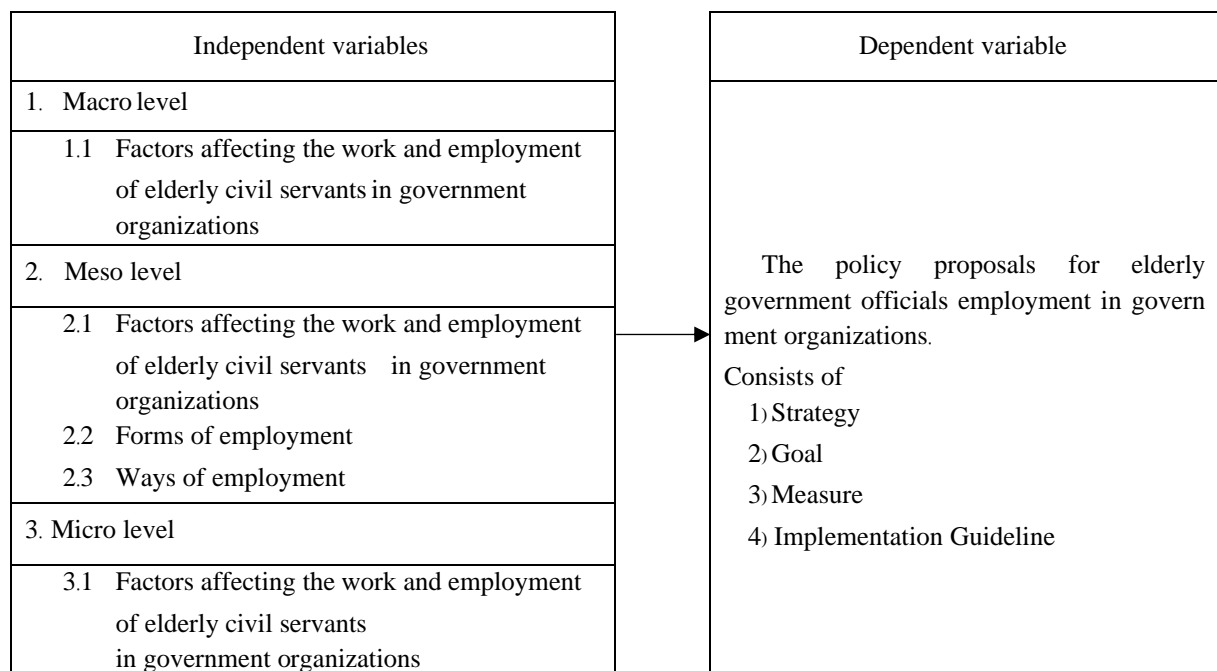 Independent variables
1. Macro level
1.1 Factors affecting the work and employment
of elderly civil servants in government
organizations
2. Meso level
2.1 Factors affecting the work and employment
of elderly civil servants in government
organizations
2.2 Forms of employment
2.3 Ways of employment
3. Micro level
3.1 Factors affecting the work and employment
of elderly civil servants
in government organizations
Dependent variable
The policy proposals for elderly
government officials employment in govern
ment organizations.
Consists of
1) Strategy
2) Goal
3) Measure
4) Implementation Guideline